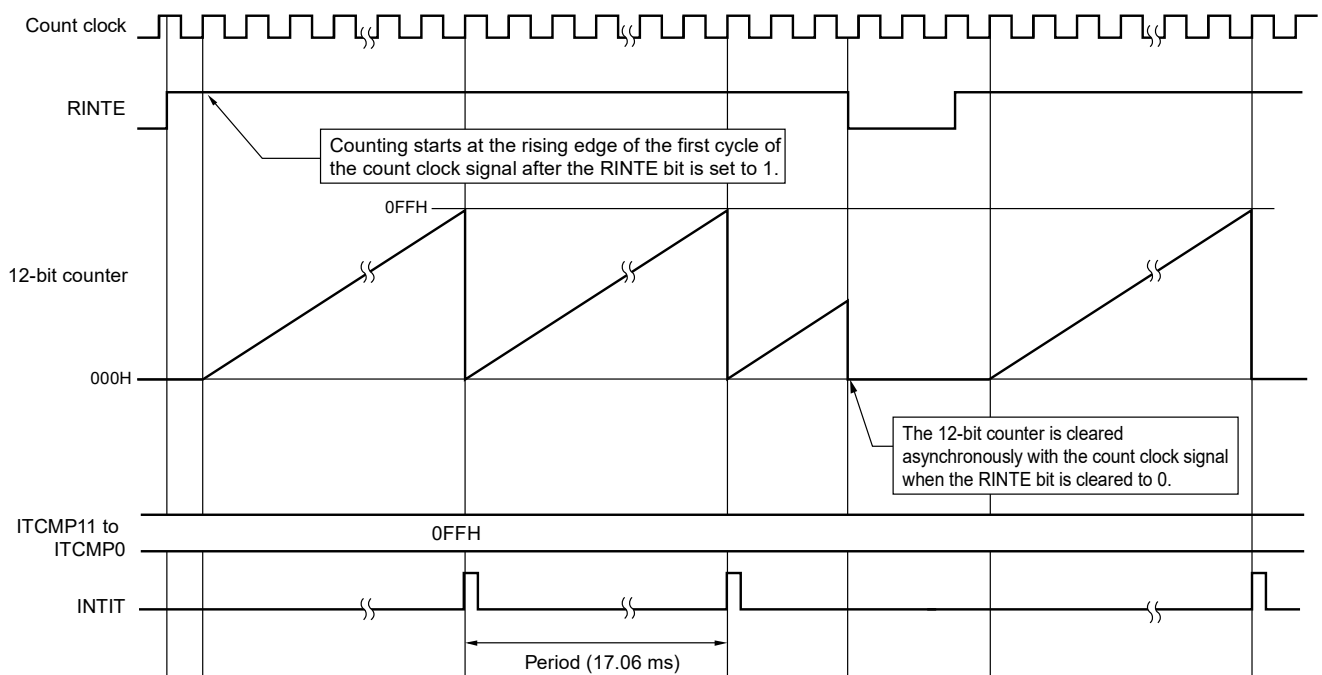 Count clock
RINTE
Counting starts at the rising edge of the first cycle of
the count clock signal after the RINTE bit is set to 1.
0FFH
12-bit counter
000H
The 12-bit counter is cleared
asynchronously with the count clock signal
when the RINTE bit is cleared to 0.
ITCMP11 to
ITCMP0
0FFH
INTIT
Period (17.06 ms)